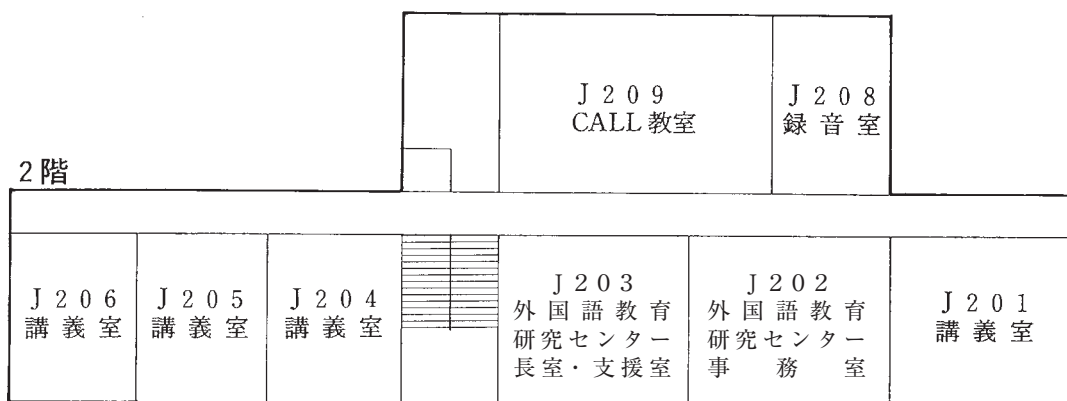 J209
CALL教室
J208
録音室
2階
J206
講義室
J205
講義室
J204
講義室
J203
外国語教育
研究センター
長室・支援室
J202
外国語教育
研究センター
事務室
J201
講義室